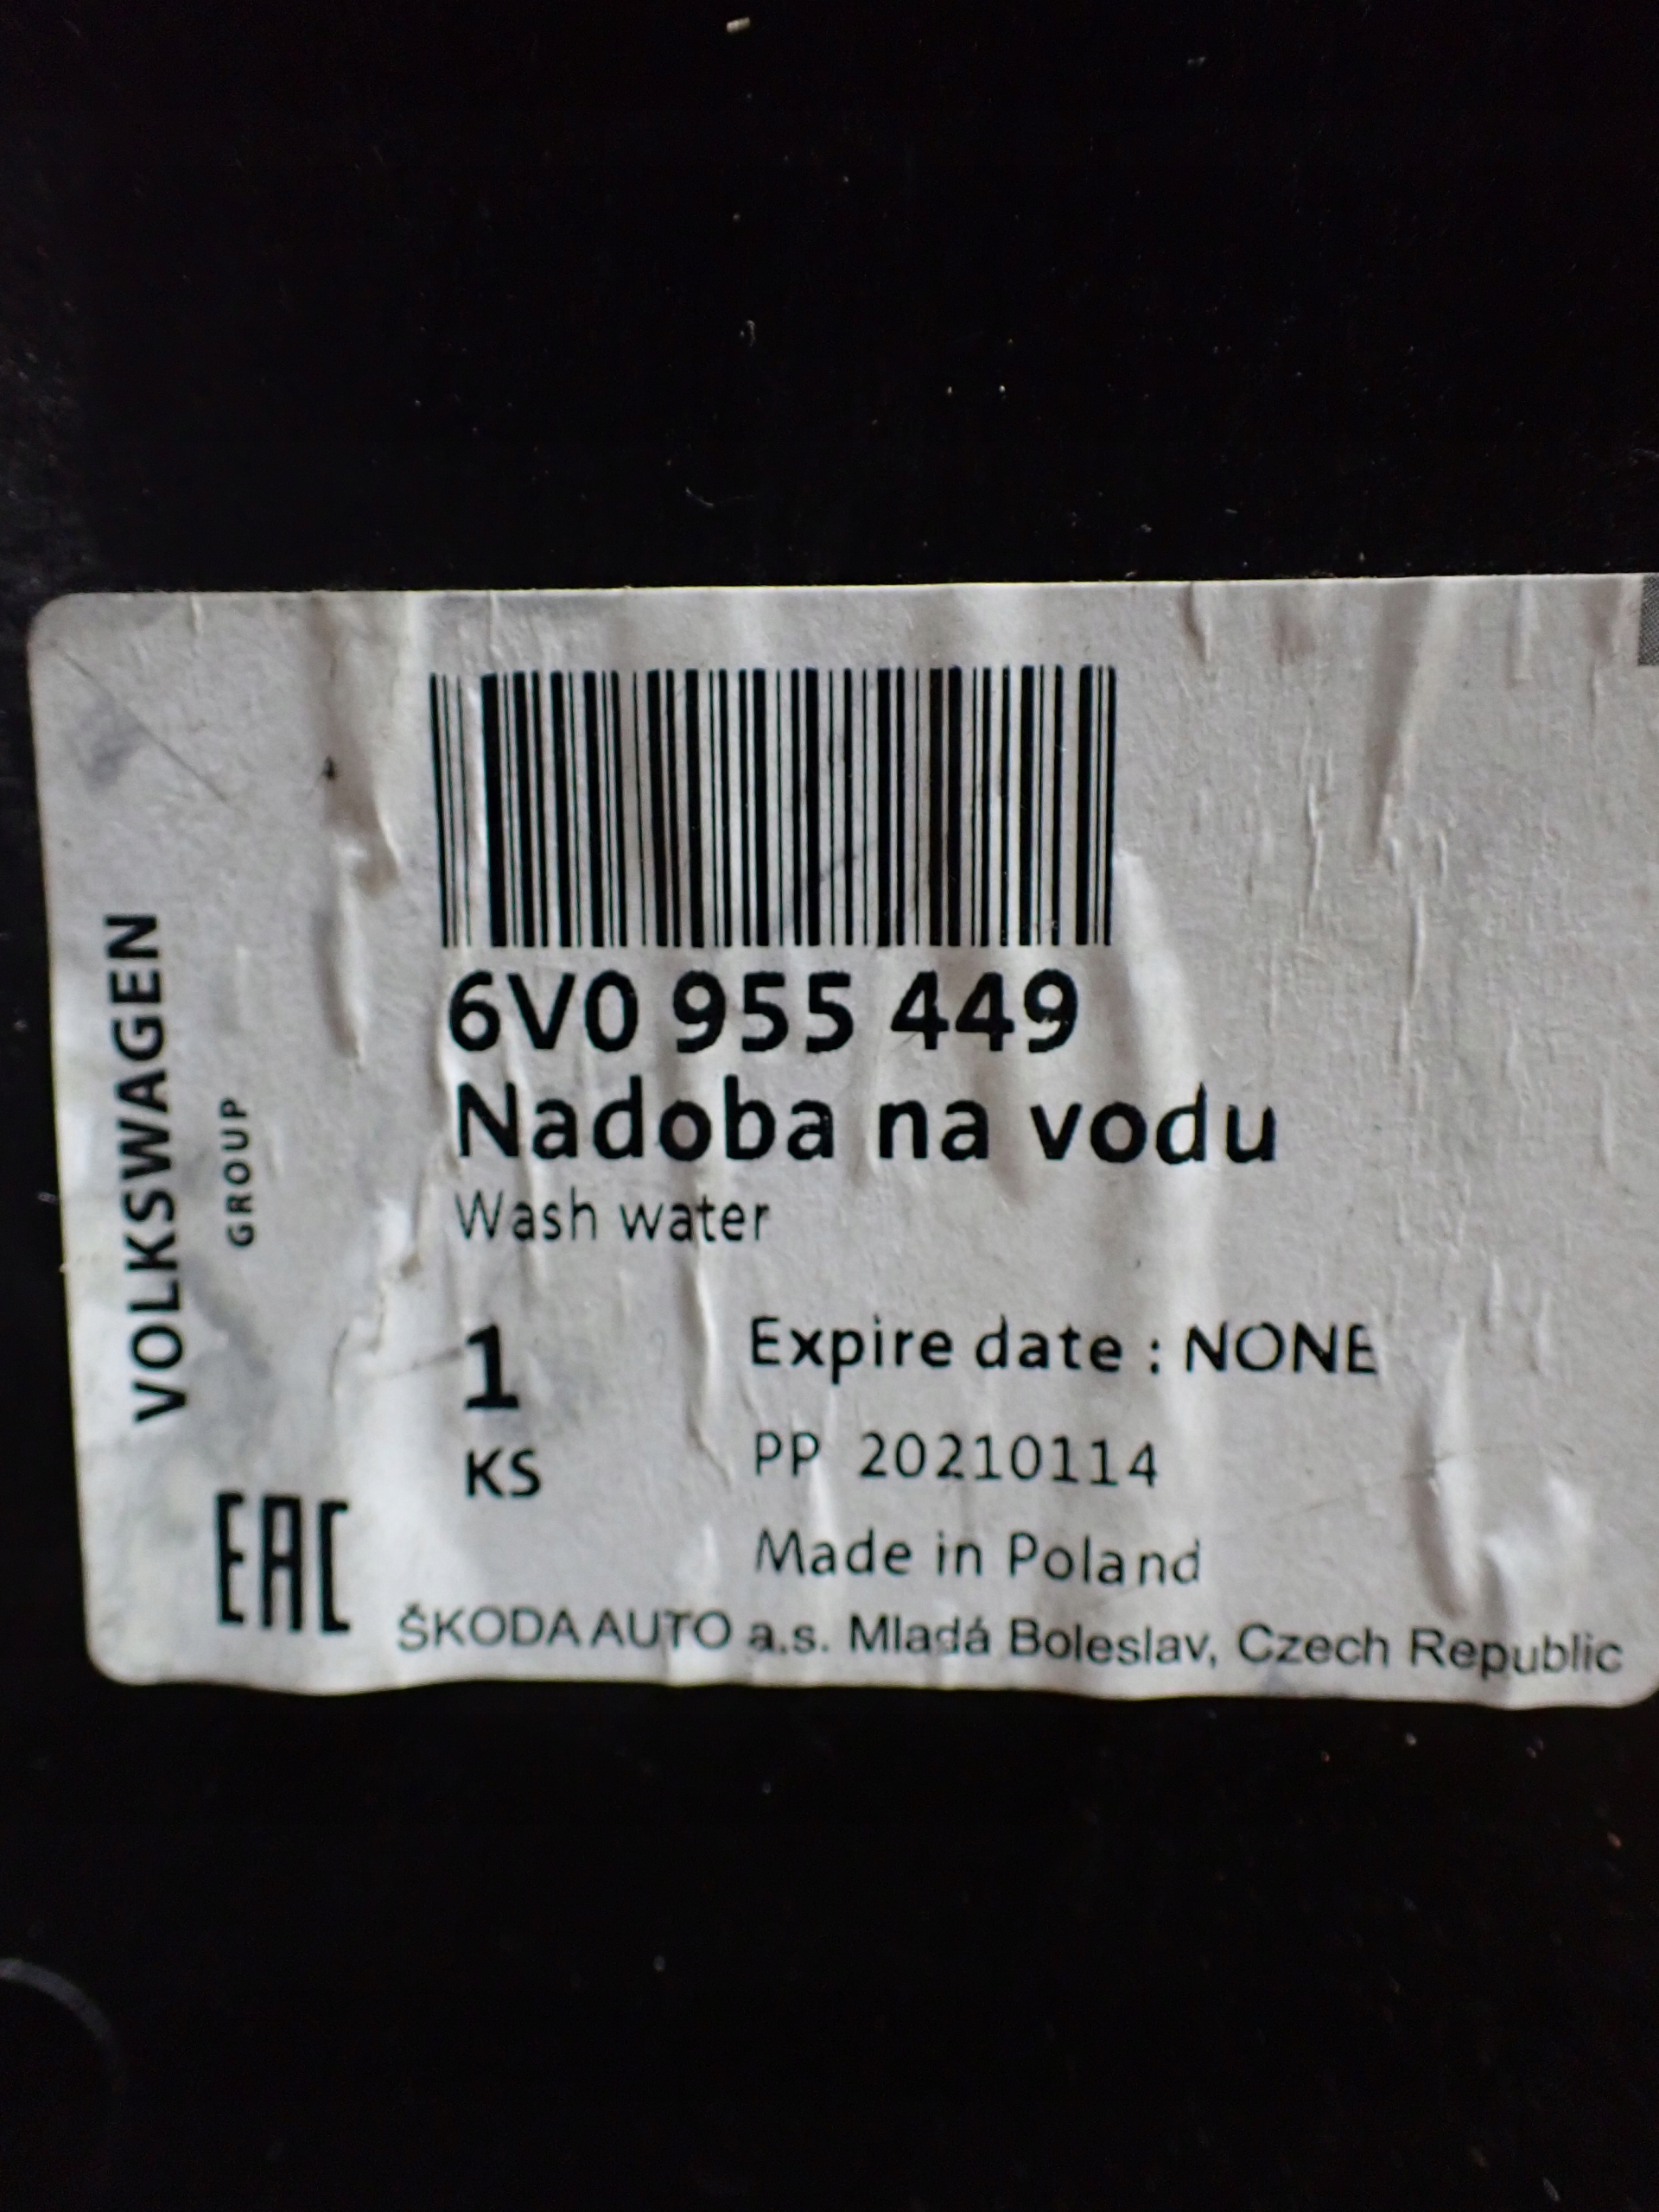 VOLKSWAGEN
GROUP
6V0 955 449
Nadoba na vodu
Wash water
1
KS
Expire date : NONE
PP 20210114
Made in Poland
EAC
ŠKODA AUTO a.s. Mladá Boleslav, Czech Republic